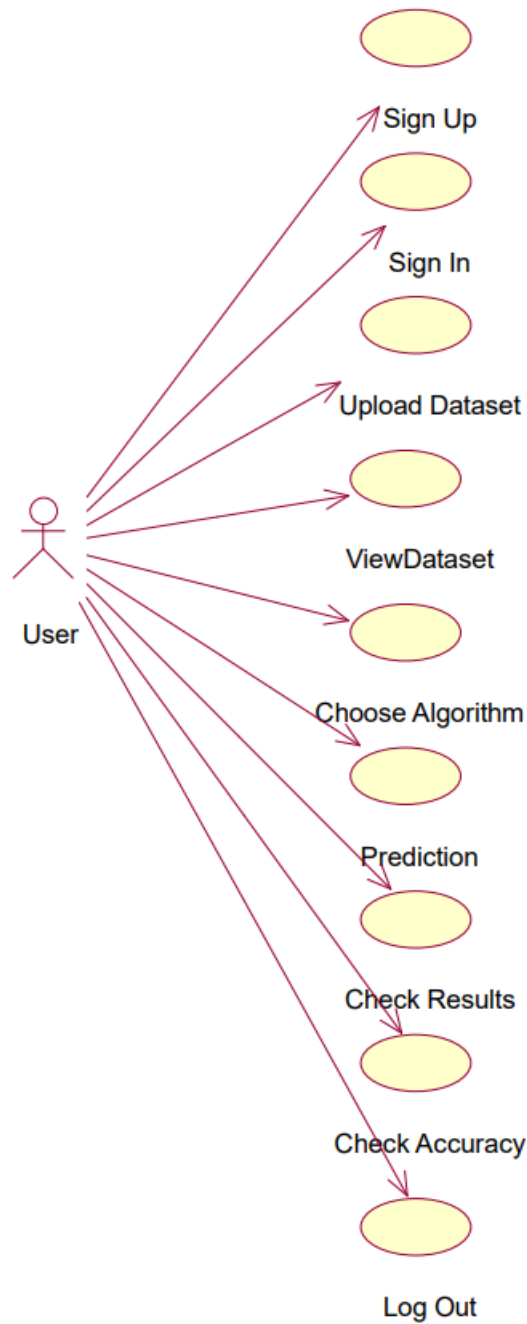 Sign Up
Sign In
Upload Dataset
ViewDataset
User
Choose Algorithm
Prediction
Check Results
Check Accuracy
Log Out